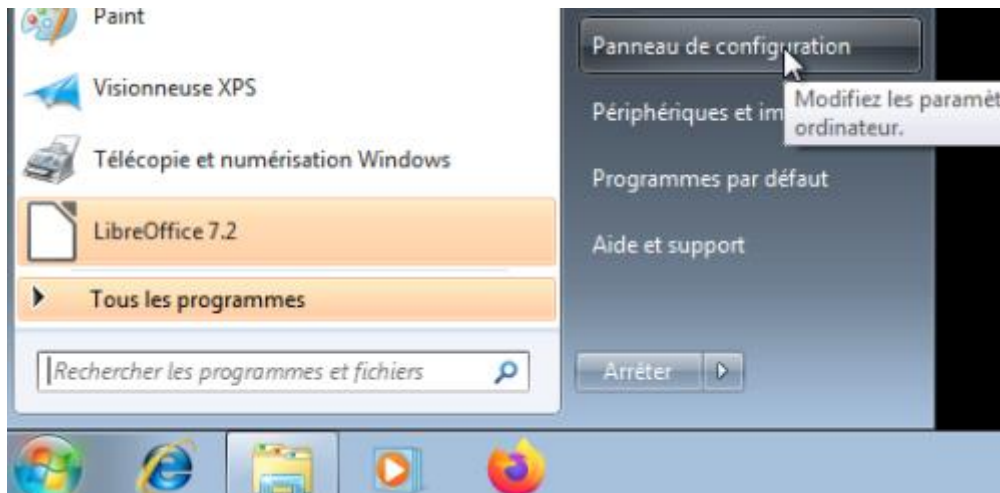 Paint
Visionneuse XPS
Télécopie et numérisation Windows
LibreOffice 7.2
Tous les programmes
Rechercher les programmes et fichiers
Panneau de configuration
Périphériques et im
Modifiez les paramèt
ordinateur.
Programmes par défaut
Aide et support
Arrêter